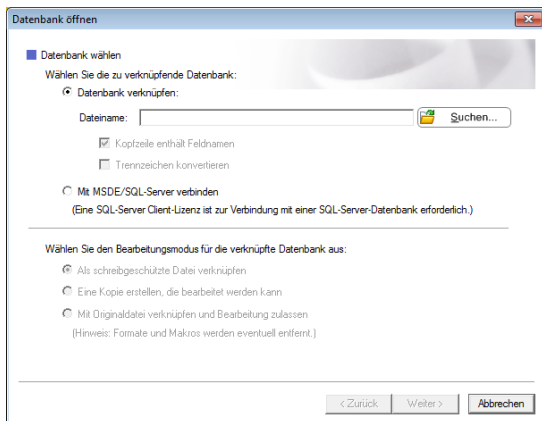 Datenbank öffnen
Datenbank wählen
Wählen Sie die zu verknüpfende Datenbank:
Datenbank verknüpfen:
Dateiname:
Suchen...
Kopfzeile enthält Feldnamen
Trennzeichen konvertieren
Mit MSDE/SQL-Server verbinden
(Eine SQL-Server Client-Lizenz ist zur Verbindung mit einer SQL-Server-Datenbank erforderlich.)
Wählen Sie den Bearbeitungsmodus für die verknüpfte Datenbank aus:
Als schreibgeschützte Datei verknüpfen
Eine Kopie erstellen, die bearbeitet werden kann
Mit Originaldatei verknüpfen und Bearbeitung zulassen
(Hinweis: Formate und Makros werden eventuell entfernt.)
< Zurück Weiter > Abbrechen